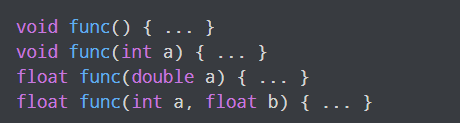 void func() { ... }
void func(int a) { ... }
float func(double a) { ... }
float func(int a, float b) { ... }